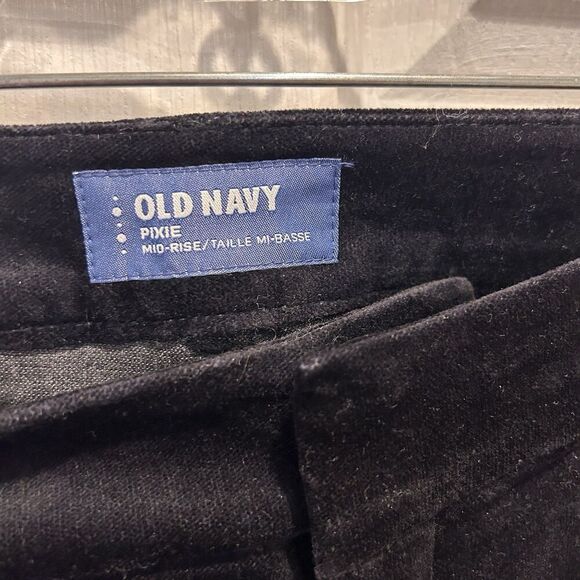 OLD NAVY
PIXIE
MID-RISE/TAILLE MI-BASSE